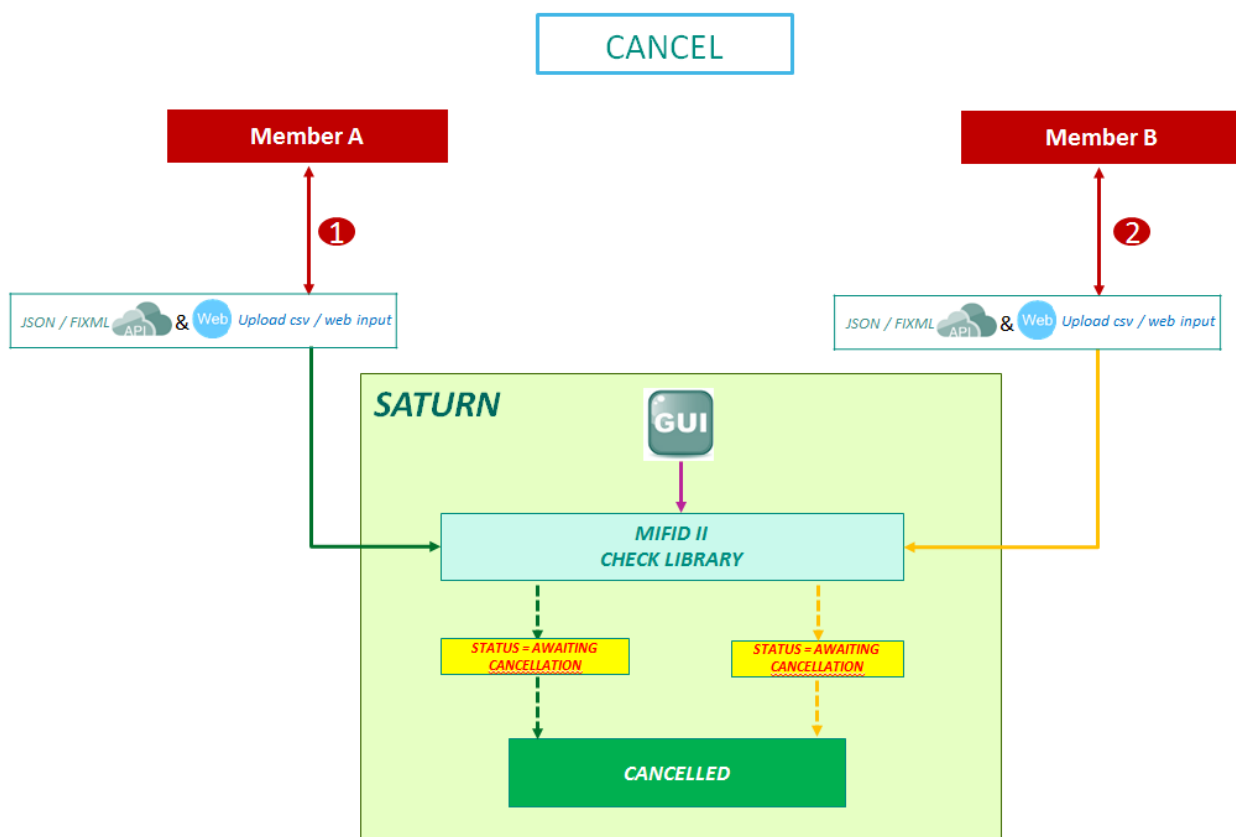 CANCEL
Member A
Member B
1
2
JSON / FIXML API & Web Upload csv / web input
JSON / FIXML API & Web Upload csv / web input
SATURN
GUI
MIFID II
CHECK LIBRARY
STATUS = AWAITING
CANCELLATION
STATUS = AWAITING
CANCELLATION
CANCELLED